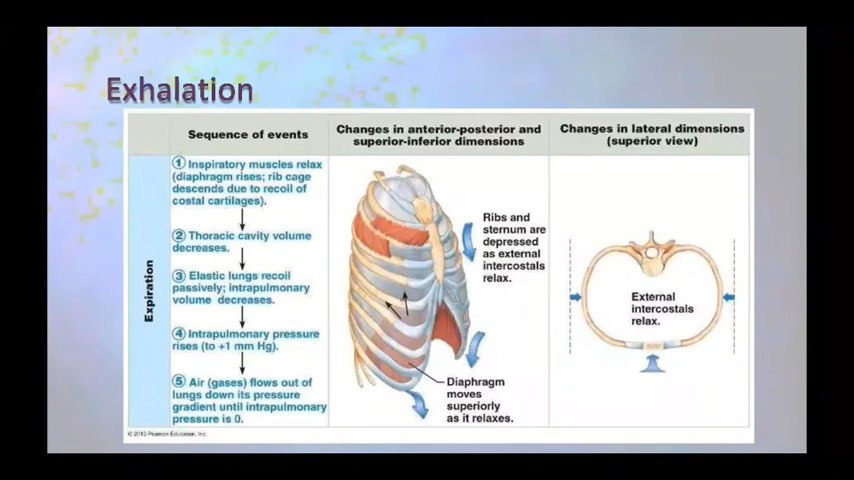 Exhalation
Sequence of events
Changes in anterior-posterior and
superior-inferior dimensions
Changes in lateral dimensions
(superior view)
Expiration
1 Inspiratory muscles relax
(diaphragm rises; rib cage
descends due to recoil of
costal cartilages).
2 Thoracic cavity volume
decreases.
3 Elastic lungs recoil
passively; intrapulmonary
volume decreases.
4 Intrapulmonary pressure
rises (to +1 mm Hg).
5 Air (gases) flows out of
lungs down its pressure
gradient until intrapulmonary
pressure is 0.
Ribs and
sternum are
depressed
as external
intercostals
relax.
Diaphragm
moves
superiorly
as it relaxes.
External
intercostals
relax.
© 2013 Pearson Education, Inc.